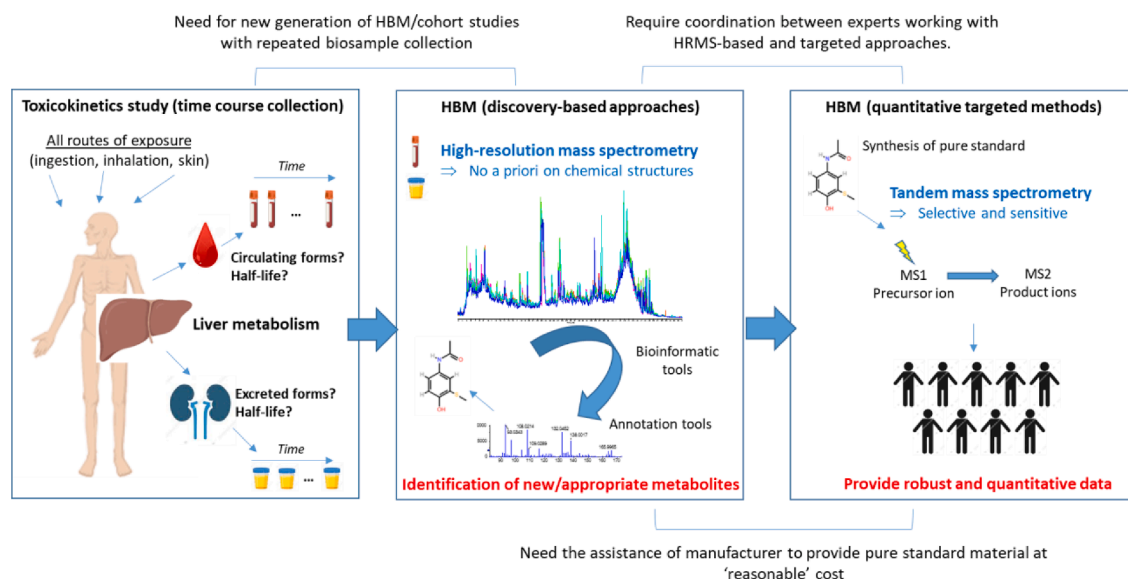 Need for new generation of HBM/cohort studies
with repeated biosample collection
Require coordination between experts working with
HRMS-based and targeted approaches.
Toxicokinetics study (time course collection)
All routes of exposure
(ingestion, inhalation, skin)
Time
...
Circulating forms?
Half-life?
Liver metabolism
Excreted forms?
Half-life?
Time
...
HBM (discovery-based approaches)
High-resolution mass spectrometry
⇒ No a priori on chemical structures
Bioinformatic
tools
Annotation tools
Identification of new/appropriate metabolites
HBM (quantitative targeted methods)
Synthesis of pure standard
Tandem mass spectrometry
⇒ Selective and sensitive
MS1
Precursor ion
MS2
Product ions
Provide robust and quantitative data
Need the assistance of manufacturer to provide pure standard material at
‘reasonable’ cost